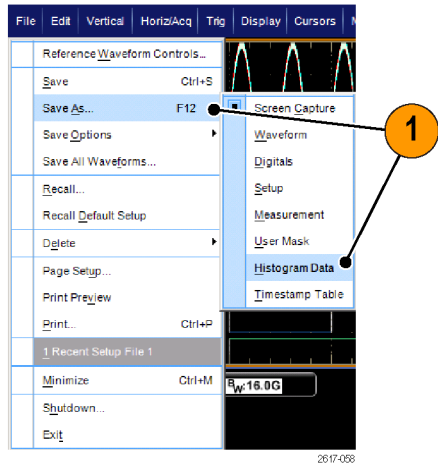 File Edit Vertical Horiz/Acq Trig Display Cursors
Reference Waveform Controls...
Save Ctrl+S
Save As... F12
Save Options
Save All Waveforms...
Recall...
Recall Default Setup
Delete
Page Setup...
Print Preview
Print... Ctrl+P
1 Recent Setup File 1
Minimize Ctrl+M
Shutdown...
Exit
Screen Capture
Waveform
Digitals
Setup
Measurement
User Mask
Histogram Data
Timestamp Table
1
BW:16.0G
2617-058